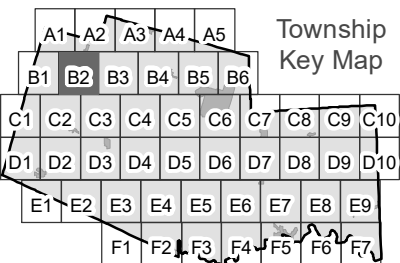 Township
Key Map
A1 A2 A3 A4 A5
B1 B2 B3 B4 B5 B6
C1 C2 C3 C4 C5 C6 C7 C8 C9 C10
D1 D2 D3 D4 D5 D6 D7 D8 D9 D10
E1 E2 E3 E4 E5 E6 E7 E8 E9
F1 F2 F3 F4 F5 F6 F7